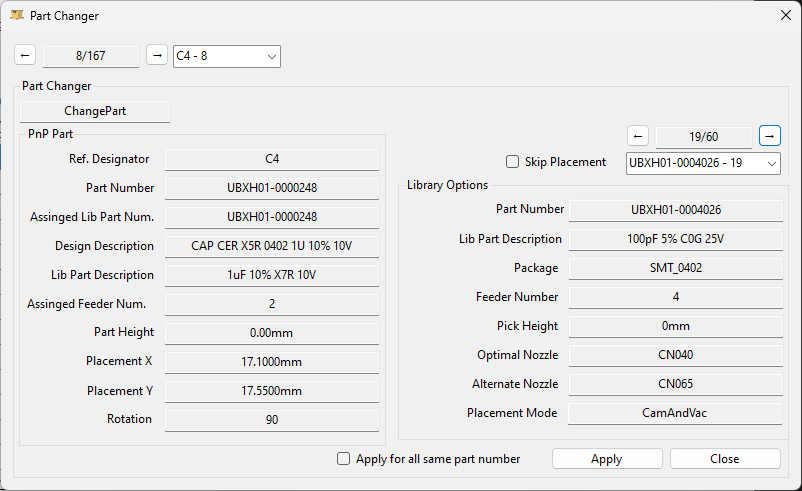 Part Changer
← 8/167 → C4 - 8
Part Changer
ChangePart
PnP Part
Ref. Designator C4
Part Number UBXH01-0000248
Assinged Lib Part Num. UBXH01-0000248
Design Description CAP CER X5R 0402 1U 10% 10V
Lib Part Description 1uF 10% X7R 10V
Assinged Feeder Num. 2
Part Height 0.00mm
Placement X 17.1000mm
Placement Y 17.5500mm
Rotation 90
← 19/60 →
Skip Placement UBXH01-0004026 - 19
Library Options
Part Number UBXH01-0004026
Lib Part Description 100pF 5% C0G 25V
Package SMT_0402
Feeder Number 4
Pick Height 0mm
Optimal Nozzle CN040
Alternate Nozzle CN065
Placement Mode CamAndVac
Apply for all same part number Apply Close